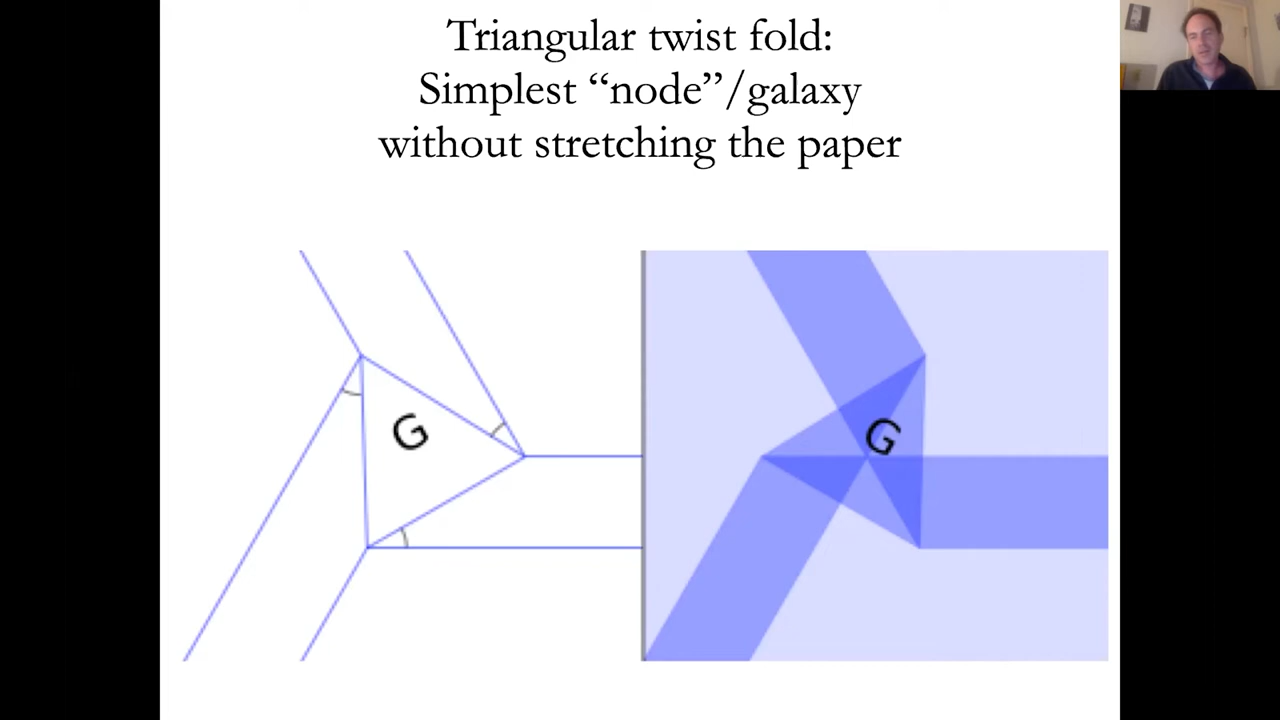 Triangular twist fold:
Simplest “node”/galaxy
without stretching the paper
G
G